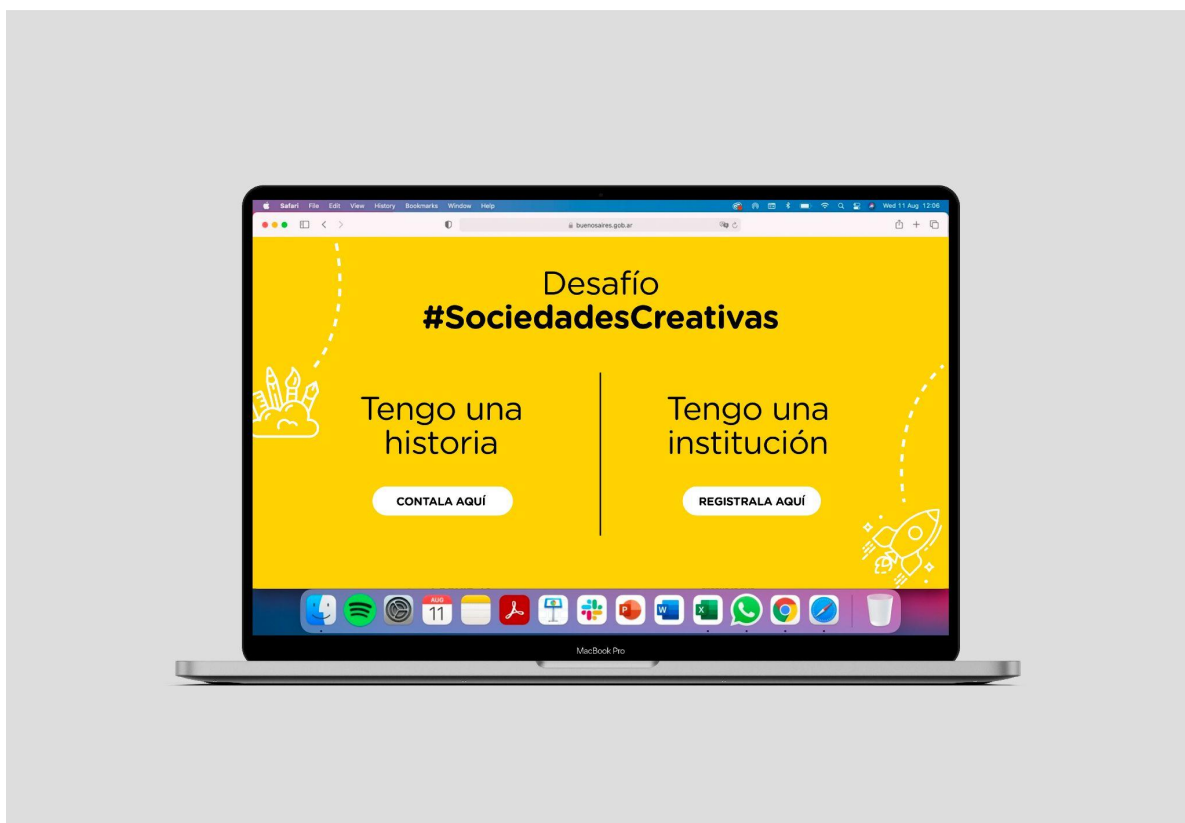 Safari File Edit View History Bookmarks Window Help
Wed 11 Aug 12:06
buenosaires.gob.ar
Desafío
#SociedadesCreativas
Tengo una
historia
CONTALA AQUÍ
Tengo una
institución
REGISTRALA AQUÍ
AUG
11
P
W
X
MacBook Pro